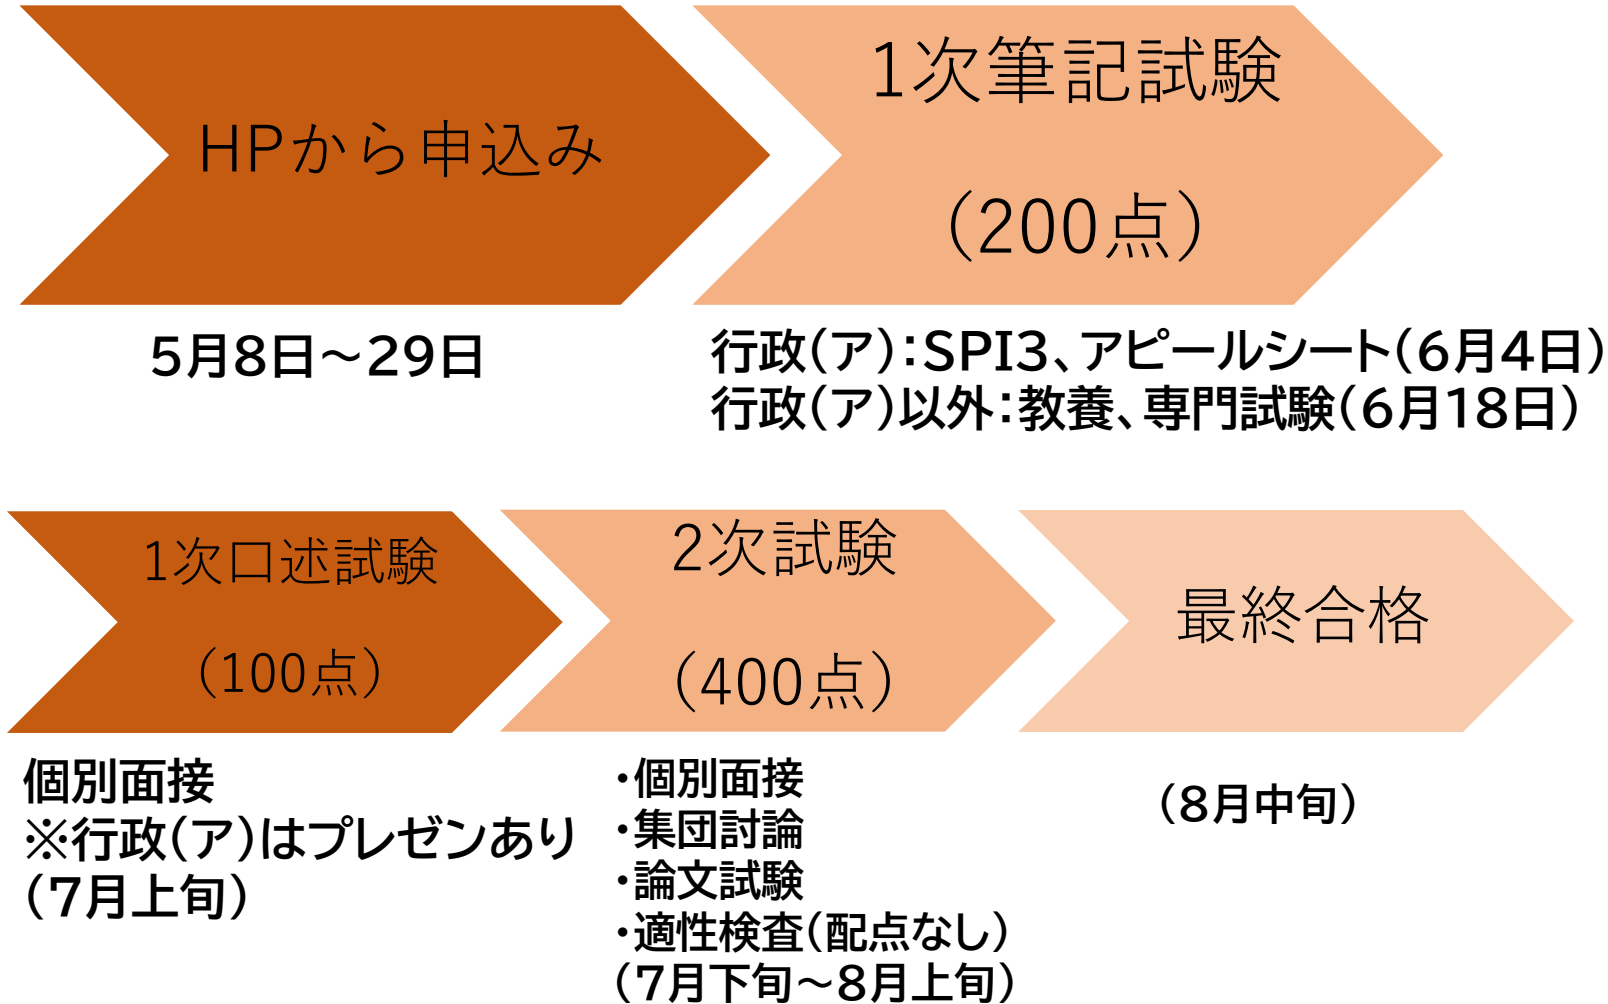 HPから申込み
1次筆記試験
（200点）
5月8日～29日
行政（ア）：SPI3、アピールシート（6月4日）
行政（ア）以外：教養、専門試験（6月18日）
1次口述試験
（100点）
2次試験
（400点）
最終合格
個別面接
※行政（ア）はプレゼンあり
（7月上旬）
・個別面接
・集団討論
・論文試験
・適性検査（配点なし）
（7月下旬～8月上旬）
（8月中旬）